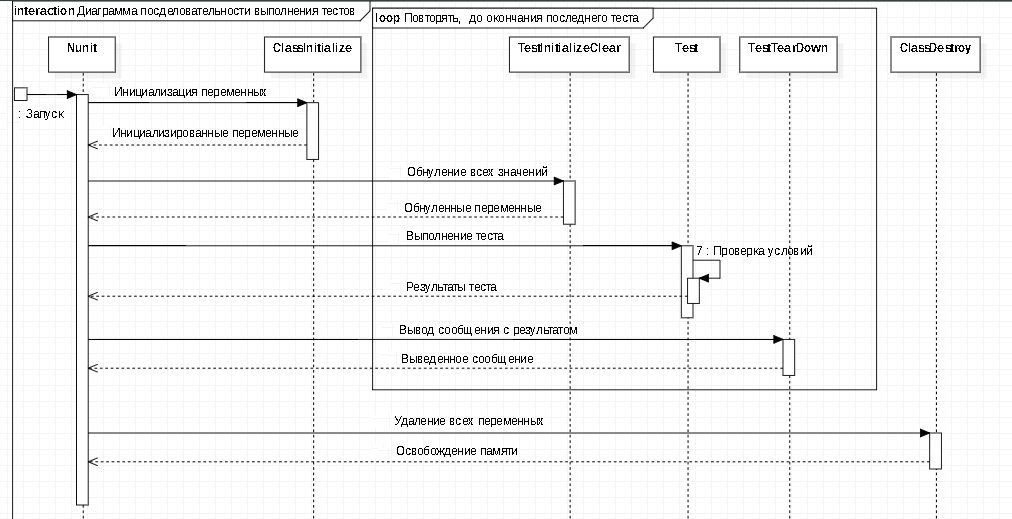 interaction Диаграмма посделовательности выполнения тестов
loop Повторять, до окончания последнего теста
Nunit
ClassInitialize
TestInitializeClear
Test
TestTearDown
ClassDestroy
: Запуск
Инициализация переменных
Инициализированные переменные
Обнуление всех значений
Обнуленные переменные
Выполнение теста
7 : Проверка условий
Результаты теста
Вывод сообщения с результатом
Выведенное сообщение
Удаление всех переменных
Освобождение памяти